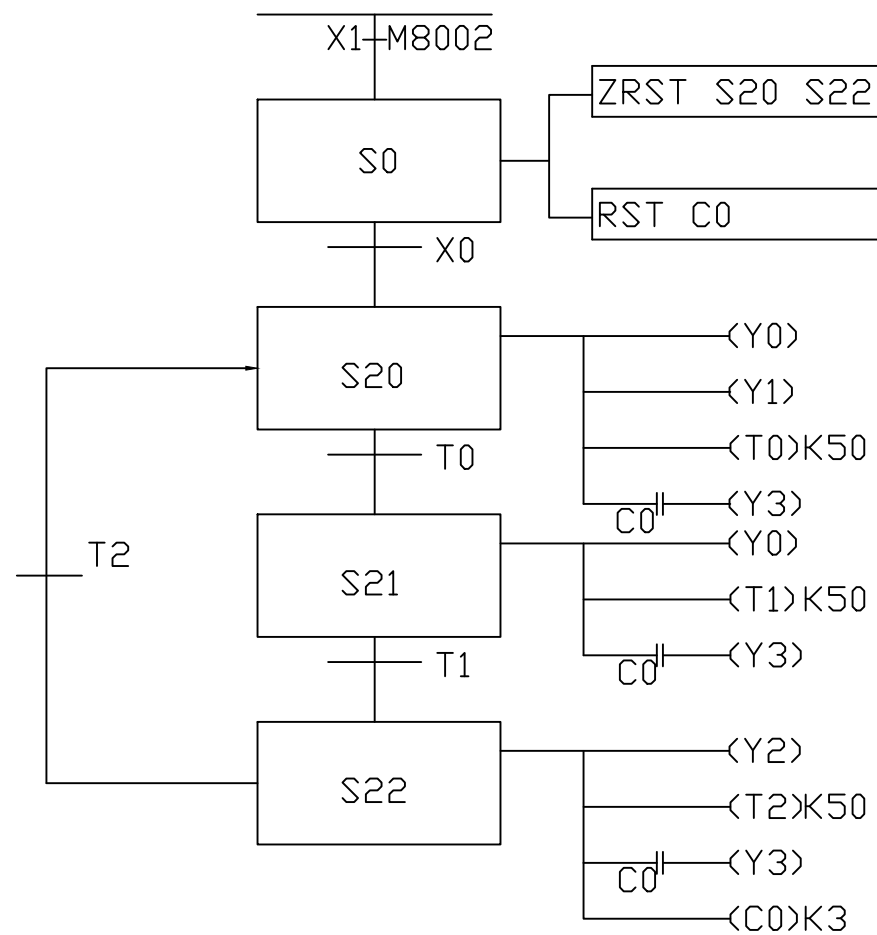 X1 M8002
ZRST S20 S22
S0
RST C0
X0
(Y0)
S20
(Y1)
T0
(T0)K50
C0 (Y3)
(Y0)
T2
S21
(T1)K50
T1
C0 (Y3)
(Y2)
S22
(T2)K50
C0 (Y3)
(C0)K3